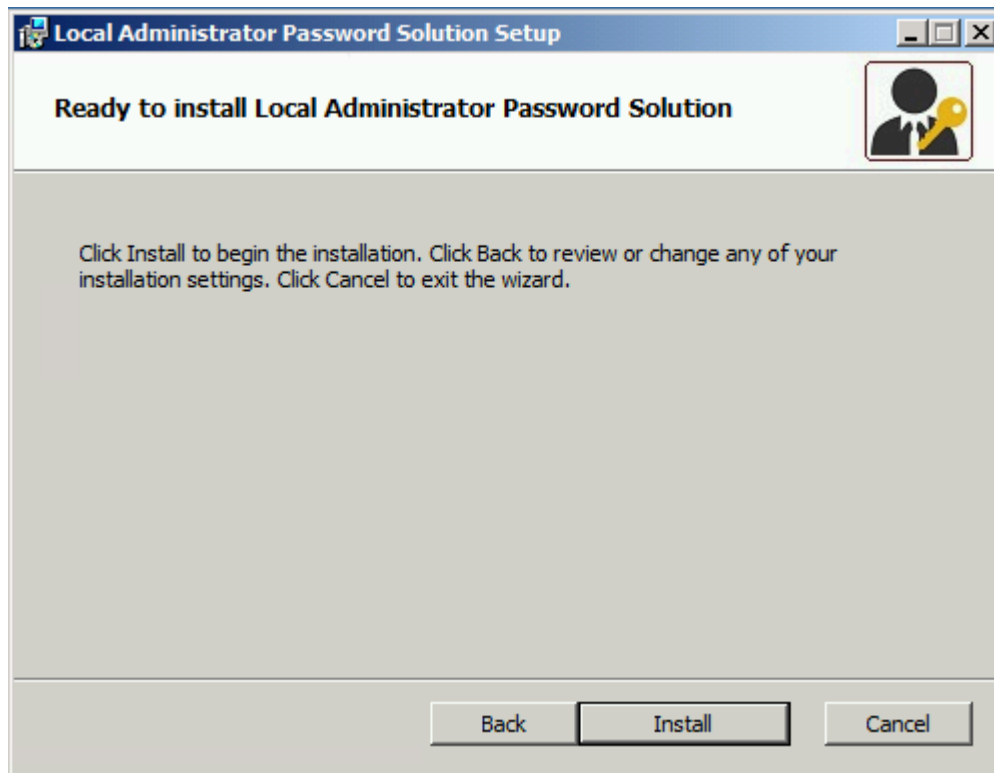 Local Administrator Password Solution Setup
Ready to install Local Administrator Password Solution
Click Install to begin the installation. Click Back to review or change any of your
installation settings. Click Cancel to exit the wizard.
Back Install Cancel